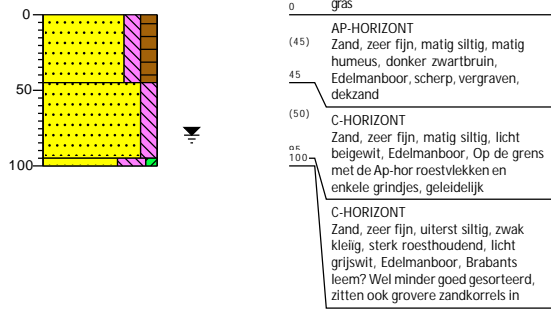 0
50
100
0
gras
(45)
45
AP-HORIZONT
Zand, zeer fijn, matig siltig, matig
humeus, donker zwartbruin,
Edelmanboor, scherp, vergraven,
dekzand
(50)
95
100
C-HORIZONT
Zand, zeer fijn, matig siltig, licht
beigewit, Edelmanboor, Op de grens
met de Ap-hor roestvlekken en
enkele grindjes, geleidelijk
C-HORIZONT
Zand, zeer fijn, uiterst siltig, zwak
kleiïg, sterk roesthoudend, licht
grijswit, Edelmanboor, Brabants
leem? Wel minder goed gesorteerd,
zitten ook grovere zandkorrels in